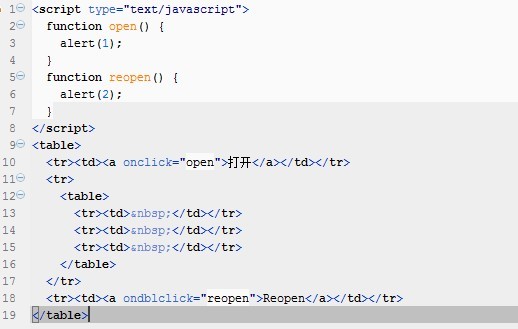 1 <script type="text/javascript">
2   function open() {
3     alert(1);
4   }
5   function reopen() {
6     alert(2);
7   }
8 </script>
9 <table>
10   <tr><td><a onclick="open">打开</a></td></tr>
11   <tr>
12     <table>
13       <tr><td>&nbsp;</td></tr>
14       <tr><td>&nbsp;</td></tr>
15       <tr><td>&nbsp;</td></tr>
16     </table>
17   </tr>
18   <tr><td><a ondblclick="reopen">Reopen</a></td></tr>
19 </table>